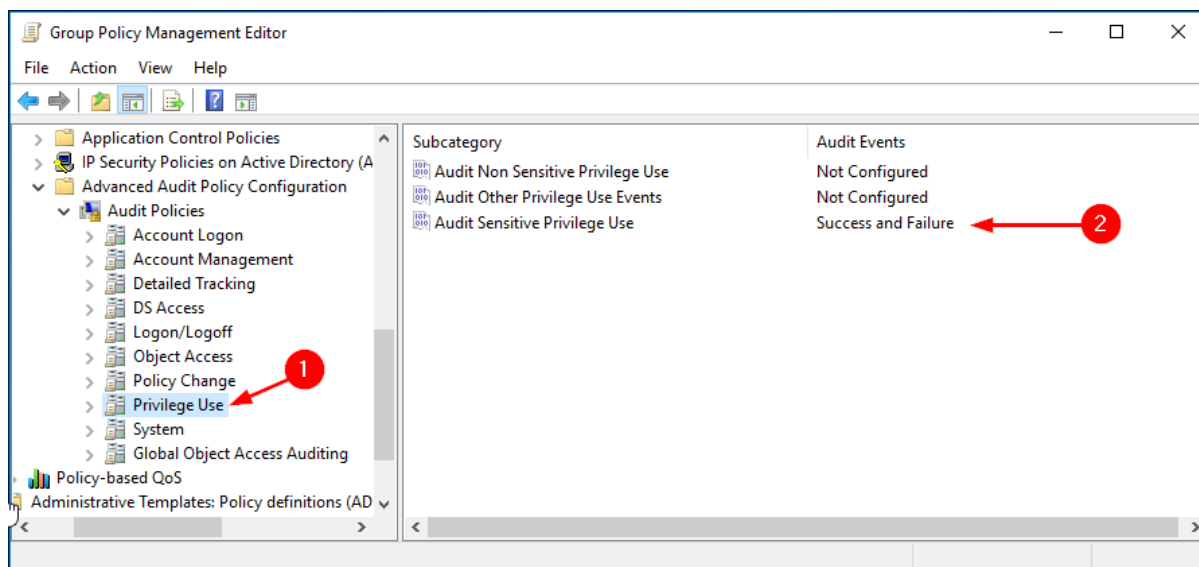 Group Policy Management Editor
File Action View Help
Application Control Policies
IP Security Policies on Active Directory (A
Advanced Audit Policy Configuration
Audit Policies
Account Logon
Account Management
Detailed Tracking
DS Access
Logon/Logoff
Object Access
Policy Change
1
Privilege Use
System
Global Object Access Auditing
Policy-based QoS
Administrative Templates: Policy definitions (AD
Subcategory Audit Events
Audit Non Sensitive Privilege Use Not Configured
Audit Other Privilege Use Events Not Configured
Audit Sensitive Privilege Use Success and Failure 2